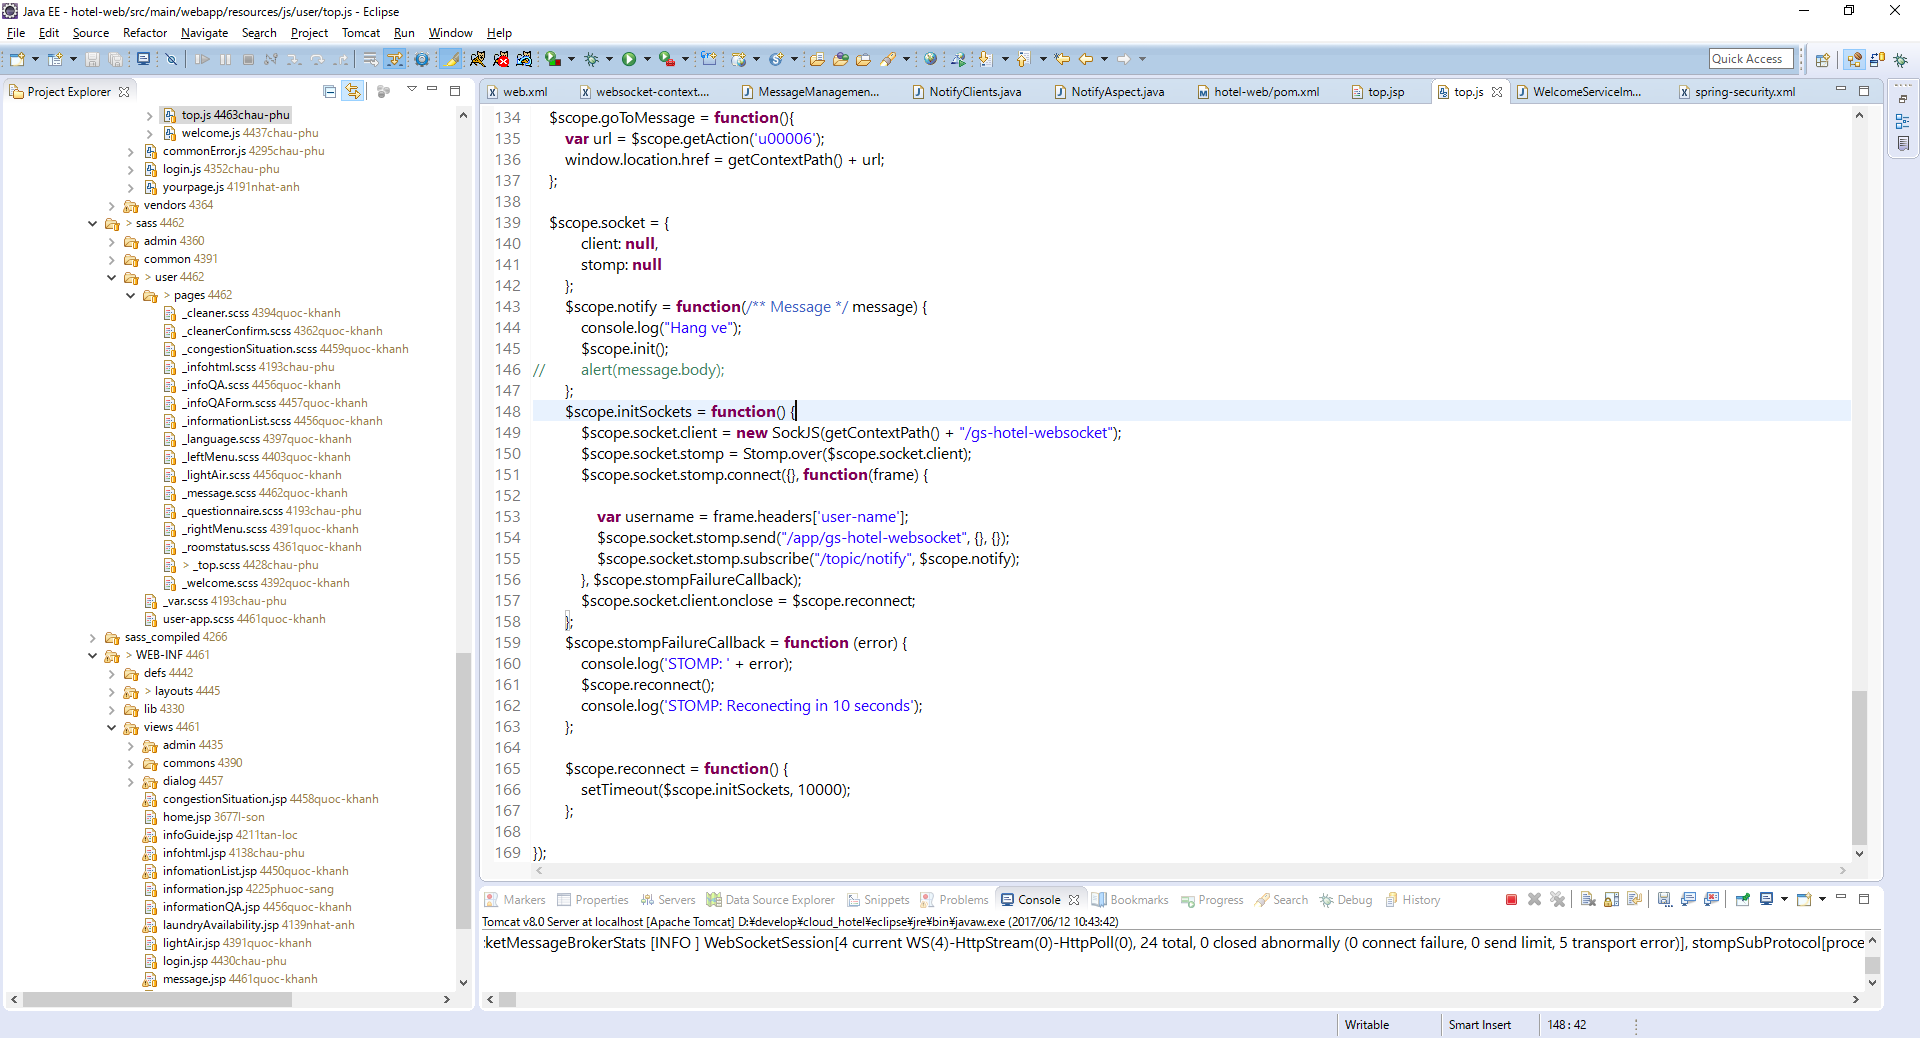 Java EE - hotel-web/src/main/webapp/resources/js/user/top.js - Eclipse
File Edit Source Refactor Navigate Search Project Tomcat Run Window Help
Quick Access
Project Explorer
top.js 4463chau-phu
welcome.js 4437chau-phu
commonError.js 4295chau-phu
login.js 4352chau-phu
yourpage.js 4191nhat-anh
vendors 4364
> sass 4462
admin 4360
common 4391
> user 4462
> pages 4462
_cleaner.scss 4394quoc-khanh
_cleanerConfirm.scss 4362quoc-khanh
_congestionSituation.scss 4459quoc-khanh
_infohtml.scss 4193chau-phu
_infoQA.scss 4456quoc-khanh
_infoQAForm.scss 4457quoc-khanh
_informationList.scss 4456quoc-khanh
_language.scss 4397quoc-khanh
_leftMenu.scss 4403quoc-khanh
_lightAir.scss 4456quoc-khanh
_message.scss 4462quoc-khanh
_questionnaire.scss 4193chau-phu
_rightMenu.scss 4391quoc-khanh
_roomstatus.scss 4361quoc-khanh
> _top.scss 4428chau-phu
_welcome.scss 4392quoc-khanh
_var.scss 4193chau-phu
user-app.scss 4461quoc-khanh
sass_compiled 4266
> WEB-INF 4461
defs 4442
> layouts 4445
lib 4330
views 4461
admin 4435
commons 4390
dialog 4457
congestionSituation.jsp 4458quoc-khanh
home.jsp 3677l-son
infoGuide.jsp 4211tan-loc
infohtml.jsp 4138chau-phu
infomationList.jsp 4450quoc-khanh
information.jsp 4225phuoc-sang
informationQA.jsp 4456quoc-khanh
laundryAvailability.jsp 4139nhat-anh
lightAir.jsp 4391quoc-khanh
login.jsp 4430chau-phu
message.jsp 4461quoc-khanh
web.xml websocket-context.... MessageManagemen... NotifyClients.java NotifyAspect.java hotel-web/pom.xml top.jsp top.js WelcomeServiceIm... spring-security.xml
134 $scope.goToMessage = function(){
135 var url = $scope.getAction('u00006');
136 window.location.href = getContextPath() + url;
137 };
138
139 $scope.socket = {
140 client: null,
141 stomp: null
142 };
143 $scope.notify = function(/** Message */ message) {
144 console.log("Hang ve");
145 $scope.init();
146 // alert(message.body);
147 };
148 $scope.initSockets = function() {
149 $scope.socket.client = new SockJS(getContextPath() + "/gs-hotel-websocket");
150 $scope.socket.stomp = Stomp.over($scope.socket.client);
151 $scope.socket.stomp.connect({}, function(frame) {
152
153 var username = frame.headers['user-name'];
154 $scope.socket.stomp.send("/app/gs-hotel-websocket", {}, {});
155 $scope.socket.stomp.subscribe("/topic/notify", $scope.notify);
156 }, $scope.stompFailureCallback);
157 $scope.socket.client.onclose = $scope.reconnect;
158 };
159 $scope.stompFailureCallback = function (error) {
160 console.log('STOMP: ' + error);
161 $scope.reconnect();
162 console.log('STOMP: Reconecting in 10 seconds');
163 };
164
165 $scope.reconnect = function() {
166 setTimeout($scope.initSockets, 10000);
167 };
168
169 });
Markers Properties Servers Data Source Explorer Snippets Problems Console Bookmarks Progress Search Debug History
Tomcat v8.0 Server at localhost [Apache Tomcat] D:¥develop¥cloud_hotel¥eclipse¥jre¥bin¥javaw.exe (2017/06/12 10:43:42)
:ketMessageBrokerStats [INFO ] WebSocketSession[4 current WS(4)-HttpStream(0)-HttpPoll(0), 24 total, 0 closed abnormally (0 connect failure, 0 send limit, 5 transport error)], stompSubProtocol[proce
Writable Smart Insert 148 : 42